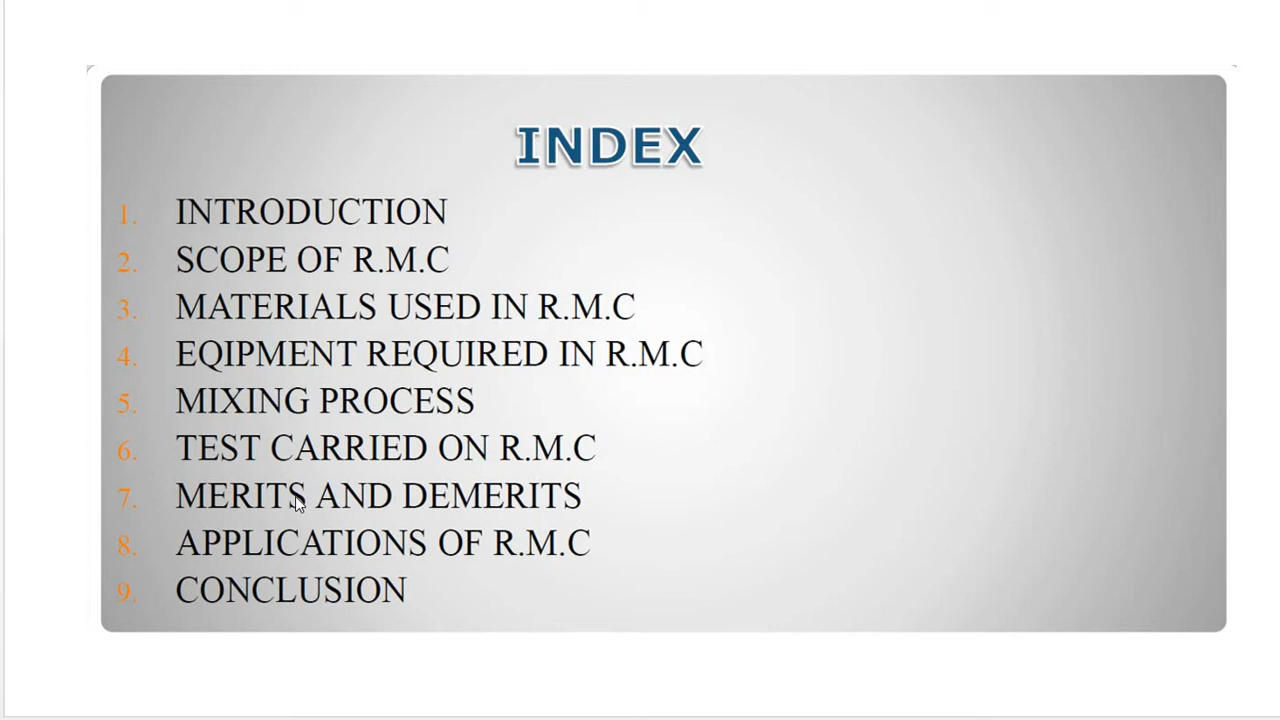 INDEX
1. INTRODUCTION
2. SCOPE OF R.M.C
3. MATERIALS USED IN R.M.C
4. EQIPMENT REQUIRED IN R.M.C
5. MIXING PROCESS
6. TEST CARRIED ON R.M.C
7. MERITS AND DEMERITS
8. APPLICATIONS OF R.M.C
9. CONCLUSION